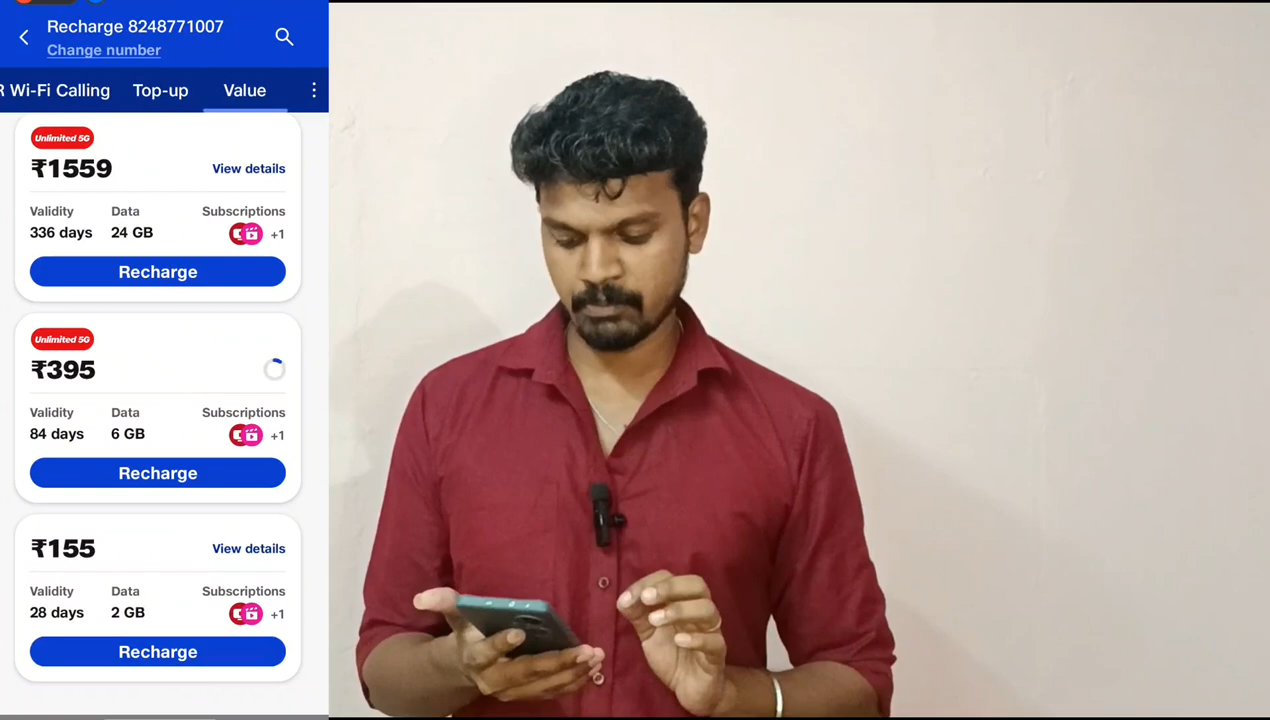 Recharge 8248771007
Change number
R Wi-Fi Calling Top-up Value
Unlimited 5G
₹1559 View details
Validity Data Subscriptions
336 days 24 GB +1
Recharge
Unlimited 5G
₹395
Validity Data Subscriptions
84 days 6 GB +1
Recharge
₹155 View details
Validity Data Subscriptions
28 days 2 GB +1
Recharge